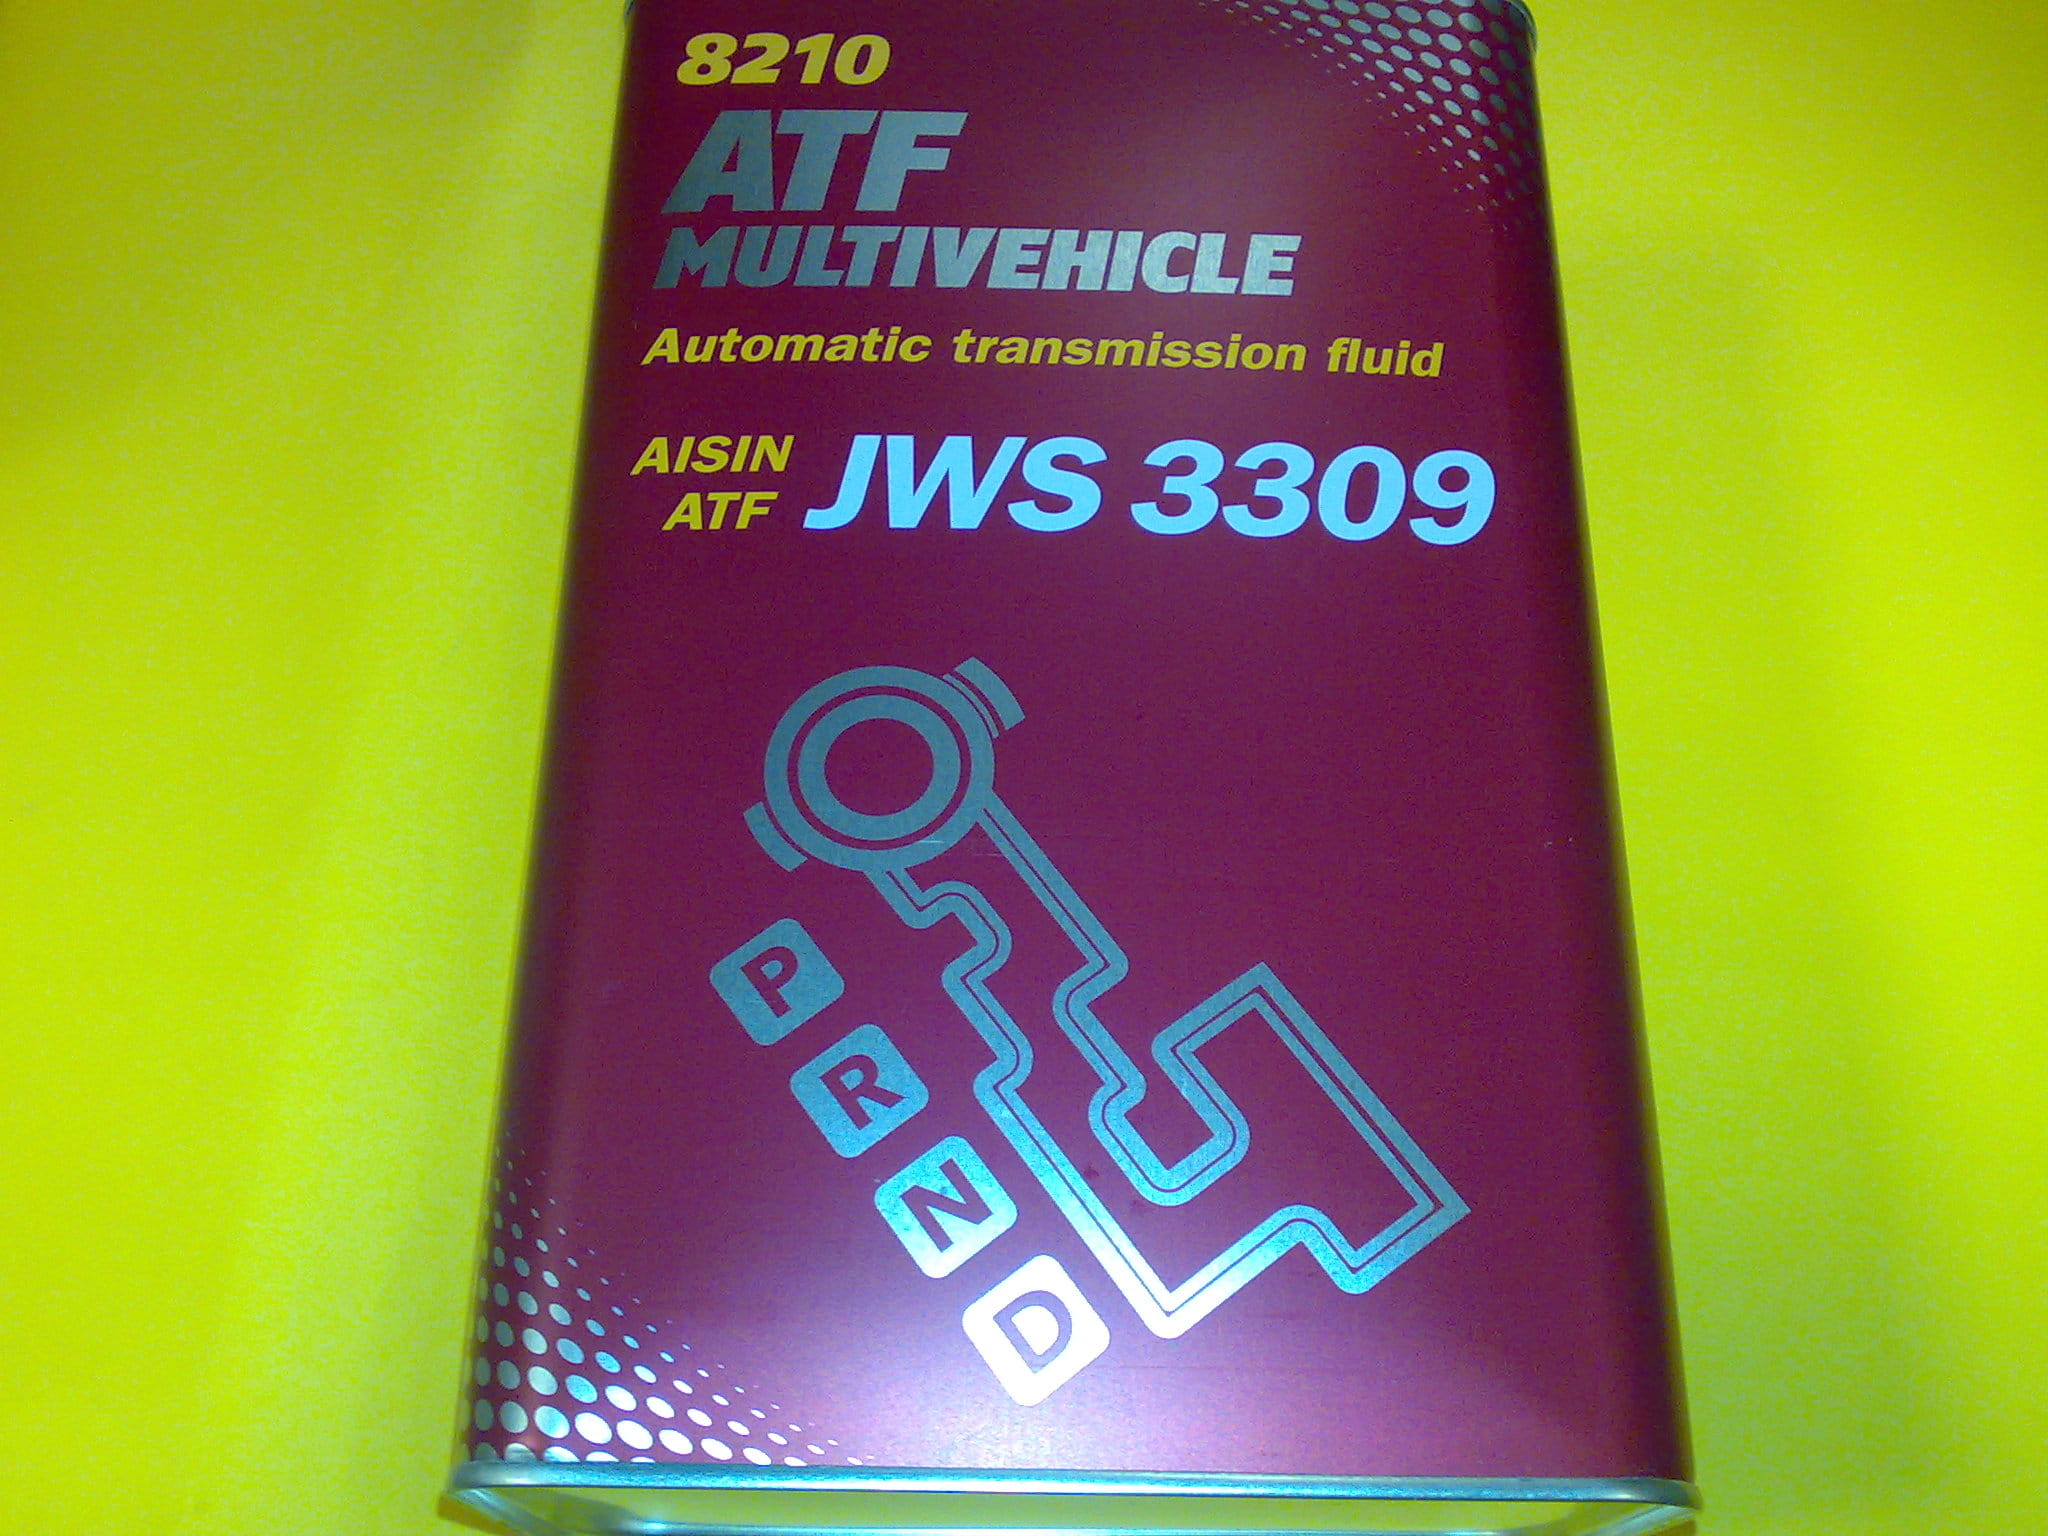 8210
ATF
MULTIVEHICLE
Automatic transmission fluid
AISIN
ATF
JWS 3309
P
R
N
D